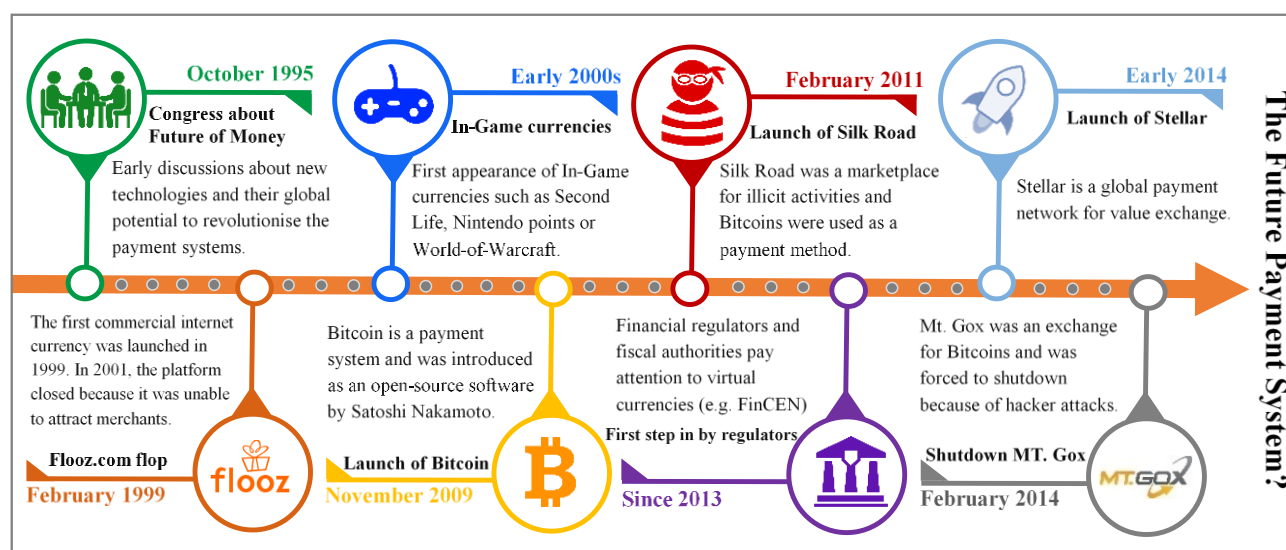 October 1995
Congress about
Future of Money
Early discussions about new
technologies and their global
potential to revolutionise the
payment systems.
Early 2000s
In-Game currencies
First appearance of In-Game
currencies such as Second
Life, Nintendo points or
World-of-Warcraft.
February 2011
Launch of Silk Road
Silk Road was a marketplace
for illicit activities and
Bitcoins were used as a
payment method.
Early 2014
Launch of Stellar
Stellar is a global payment
network for value exchange.
The first commercial internet
currency was launched in
1999. In 2001, the platform
closed because it was unable
to attract merchants.
Flooz.com flop
February 1999
flooz
Bitcoin is a payment
system and was introduced
as an open-source software
by Satoshi Nakamoto.
Launch of Bitcoin
November 2009
Financial regulators and
fiscal authorities pay
attention to virtual
currencies (e.g. FinCEN)
First step in by regulators
Since 2013
Mt. Gox was an exchange
for Bitcoins and was
forced to shutdown
because of hacker attacks.
Shutdown MT. Gox
February 2014
MT.GOX
The Future Payment System?